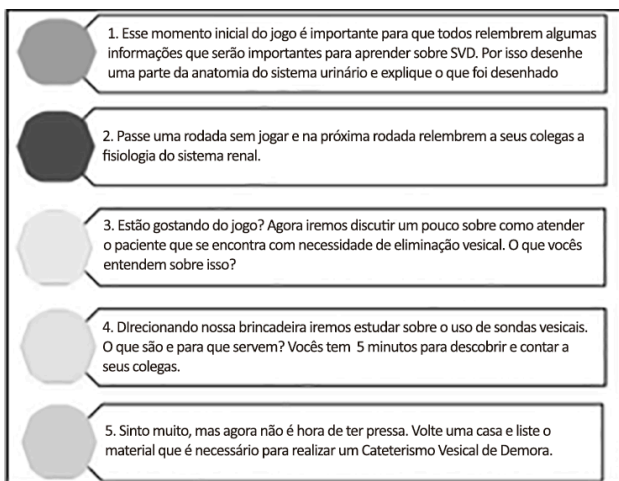 1. Esse momento inicial do jogo é importante para que todos relembrem algumas
informações que serão importantes para aprender sobre SVD. Por isso desenhe
uma parte da anatomia do sistema urinário e explique o que foi desenhado
2. Passe uma rodada sem jogar e na próxima rodada relembrem a seus colegas a
fisiologia do sistema renal.
3. Estão gostando do jogo? Agora iremos discutir um pouco sobre como atender
o paciente que se encontra com necessidade de eliminação vesical. O que vocês
entendem sobre isso?
4. DIrecionando nossa brincadeira iremos estudar sobre o uso de sondas vesicais.
O que são e para que servem? Vocês tem 5 minutos para descobrir e contar a
seus colegas.
5. Sinto muito, mas agora não é hora de ter pressa. Volte uma casa e liste o
material que é necessário para realizar um Cateterismo Vesical de Demora.